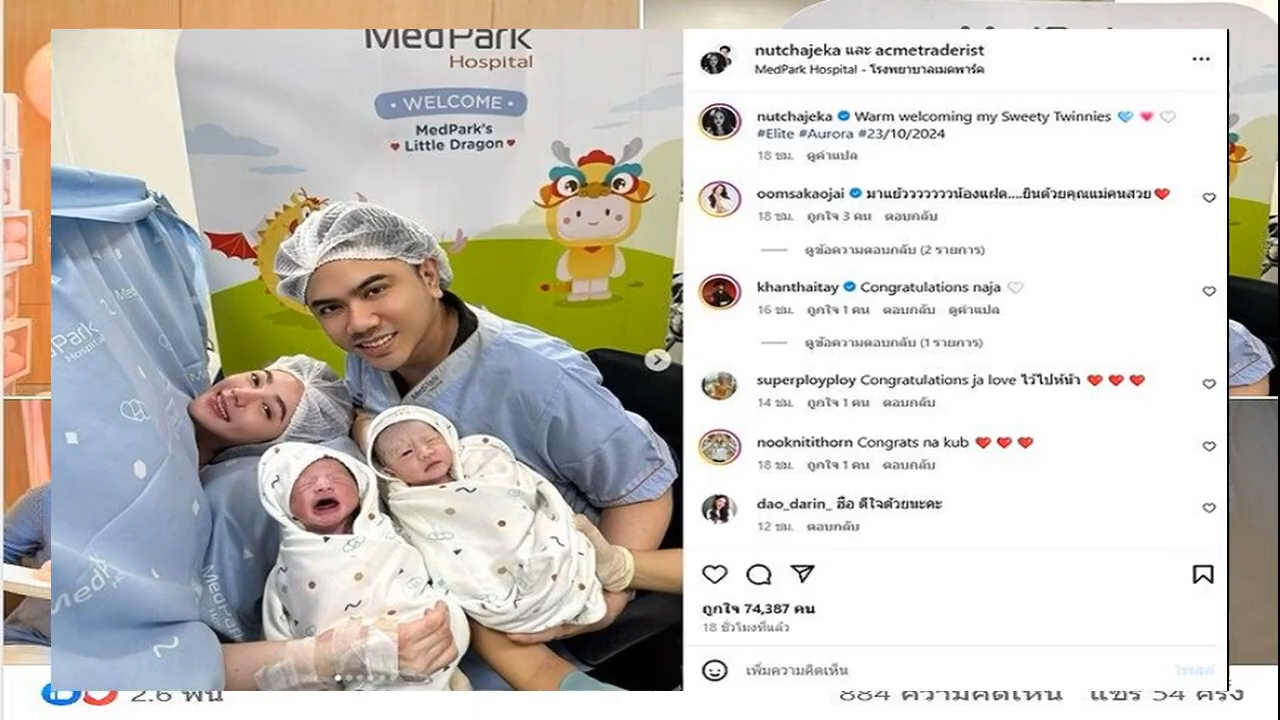 MedPark
Hospital
• WELCOME •
MedPark's
Little Dragon
MedPark
Hospital
MedPark
nutchajeka และ acmetraderist
MedPark Hospital - โรงพยาบาลเมดพาร์ค
nutchajeka Warm welcoming my Sweety Twinnies 🩵 💗 🤍
#Elite #Aurora #23/10/2024
18 ชม. ดูคำแปล
oomsakaojai มาแย้ววววววววน้องแฝด....ยินด้วยคุณแม่คนสวย❤️
18 ชม. ถูกใจ 3 คน ตอบกลับ
ดูข้อความตอบกลับ (2 รายการ)
khanthaitay Congratulations naja 🤍
16 ชม. ถูกใจ 1 คน ตอบกลับ ดูคำแปล
ดูข้อความตอบกลับ (1 รายการ)
superployploy Congratulations ja love ไว้ไปหัน้า ❤️ ❤️ ❤️
14 ชม. ถูกใจ 1 คน ตอบกลับ
nooknitithorn Congrats na kub ❤️ ❤️ ❤️
18 ชม. ถูกใจ 1 คน ตอบกลับ
dao_darin_ ฮือ ดีใจด้วยนะคะ
12 ชม. ตอบกลับ
ถูกใจ 74,387 คน
18 ชั่วโมงที่แล้ว
เพิ่มความคิดเห็น
โพสต์
2.6 พัน
884 ความคิดเห็น แชร์ 54 ครั้ง